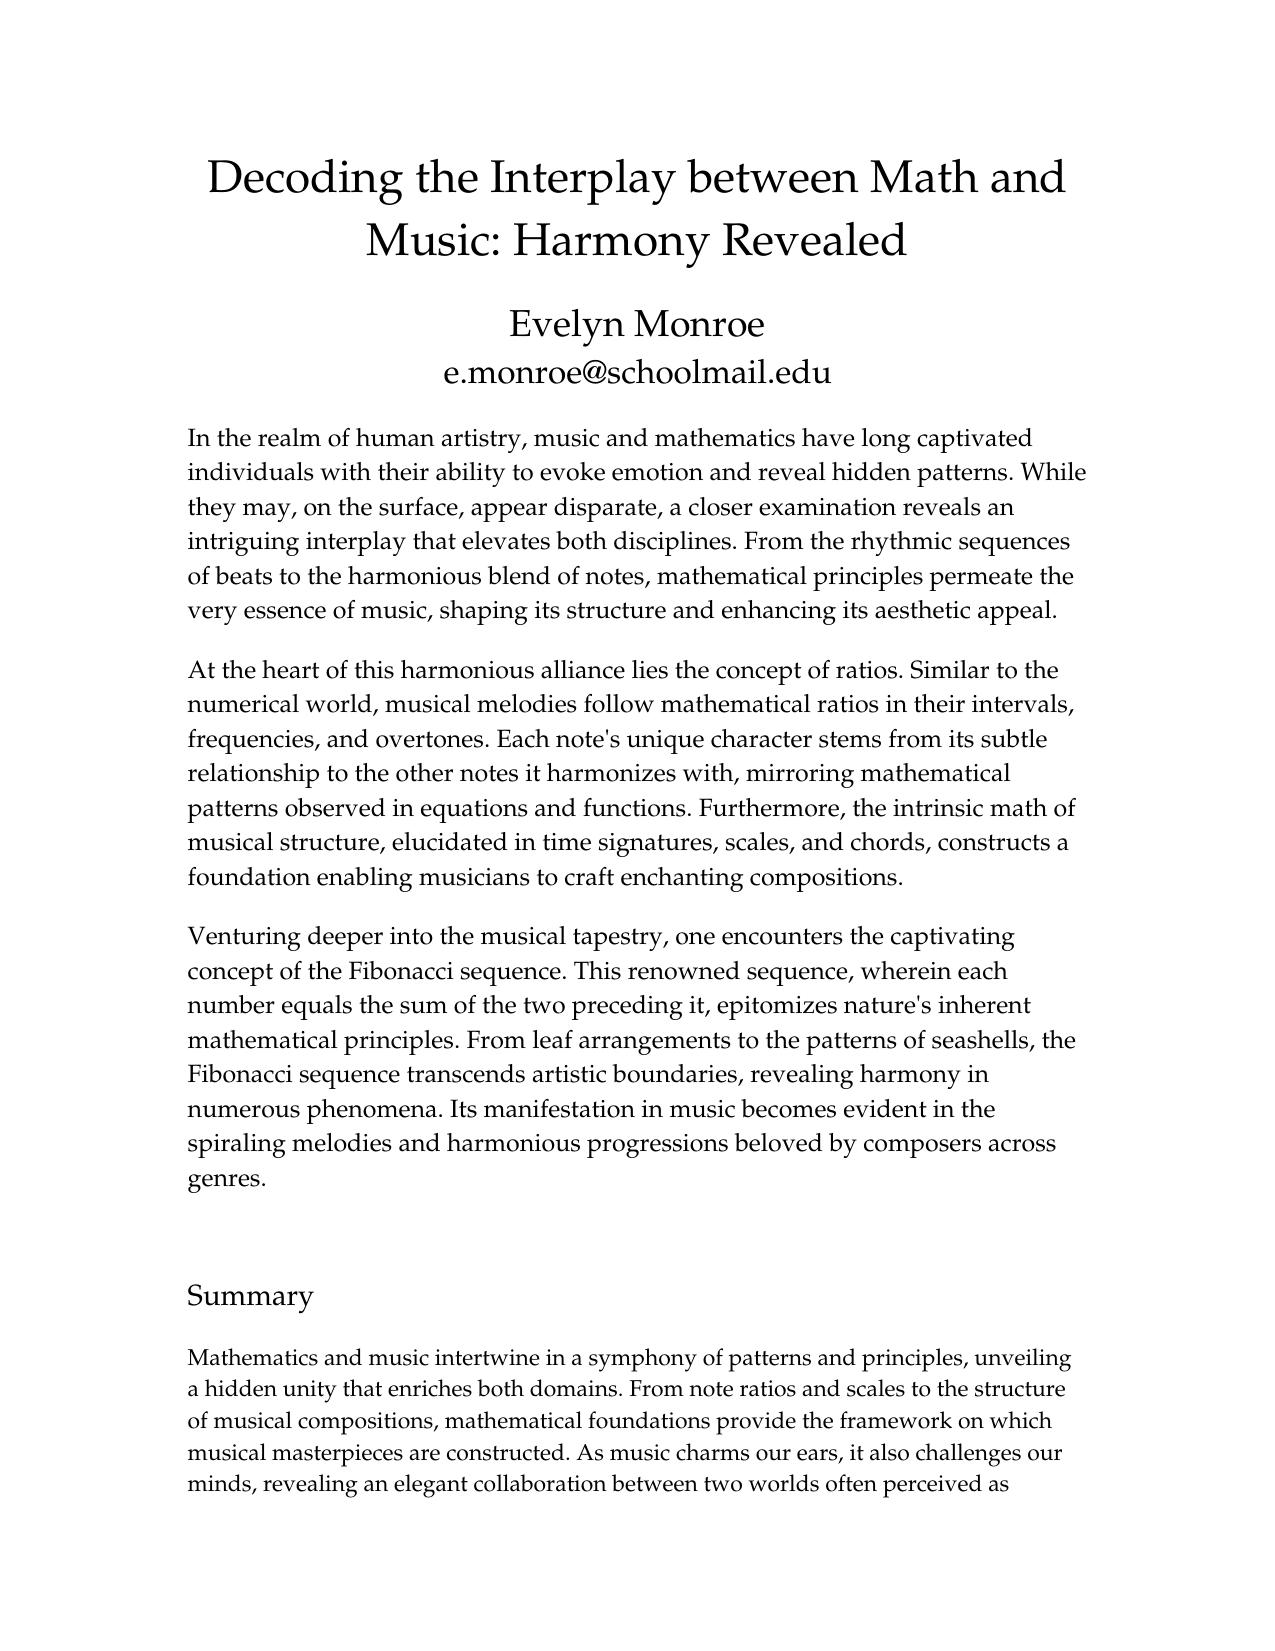 Decoding the Interplay between Math and
Music: Harmony Revealed
Evelyn Monroe
e.monroe@schoolmail.edu
In the realm of human artistry, music and mathematics have long captivated
individuals with their ability to evoke emotion and reveal hidden patterns. While
they may, on the surface, appear disparate, a closer examination reveals an
intriguing interplay that elevates both disciplines. From the rhythmic sequences
of beats to the harmonious blend of notes, mathematical principles permeate the
very essence of music, shaping its structure and enhancing its aesthetic appeal.
At the heart of this harmonious alliance lies the concept of ratios. Similar to the
numerical world, musical melodies follow mathematical ratios in their intervals,
frequencies, and overtones. Each note's unique character stems from its subtle
relationship to the other notes it harmonizes with, mirroring mathematical
patterns observed in equations and functions. Furthermore, the intrinsic math of
musical structure, elucidated in time signatures, scales, and chords, constructs a
foundation enabling musicians to craft enchanting compositions.
Venturing deeper into the musical tapestry, one encounters the captivating
concept of the Fibonacci sequence. This renowned sequence, wherein each
number equals the sum of the two preceding it, epitomizes nature's inherent
mathematical principles. From leaf arrangements to the patterns of seashells, the
Fibonacci sequence transcends artistic boundaries, revealing harmony in
numerous phenomena. Its manifestation in music becomes evident in the
spiraling melodies and harmonious progressions beloved by composers across
genres.
Summary
Mathematics and music intertwine in a symphony of patterns and principles, unveiling
a hidden unity that enriches both domains. From note ratios and scales to the structure
of musical compositions, mathematical foundations provide the framework on which
musical masterpieces are constructed. As music charms our ears, it also challenges our
minds, revealing an elegant collaboration between two worlds often perceived as